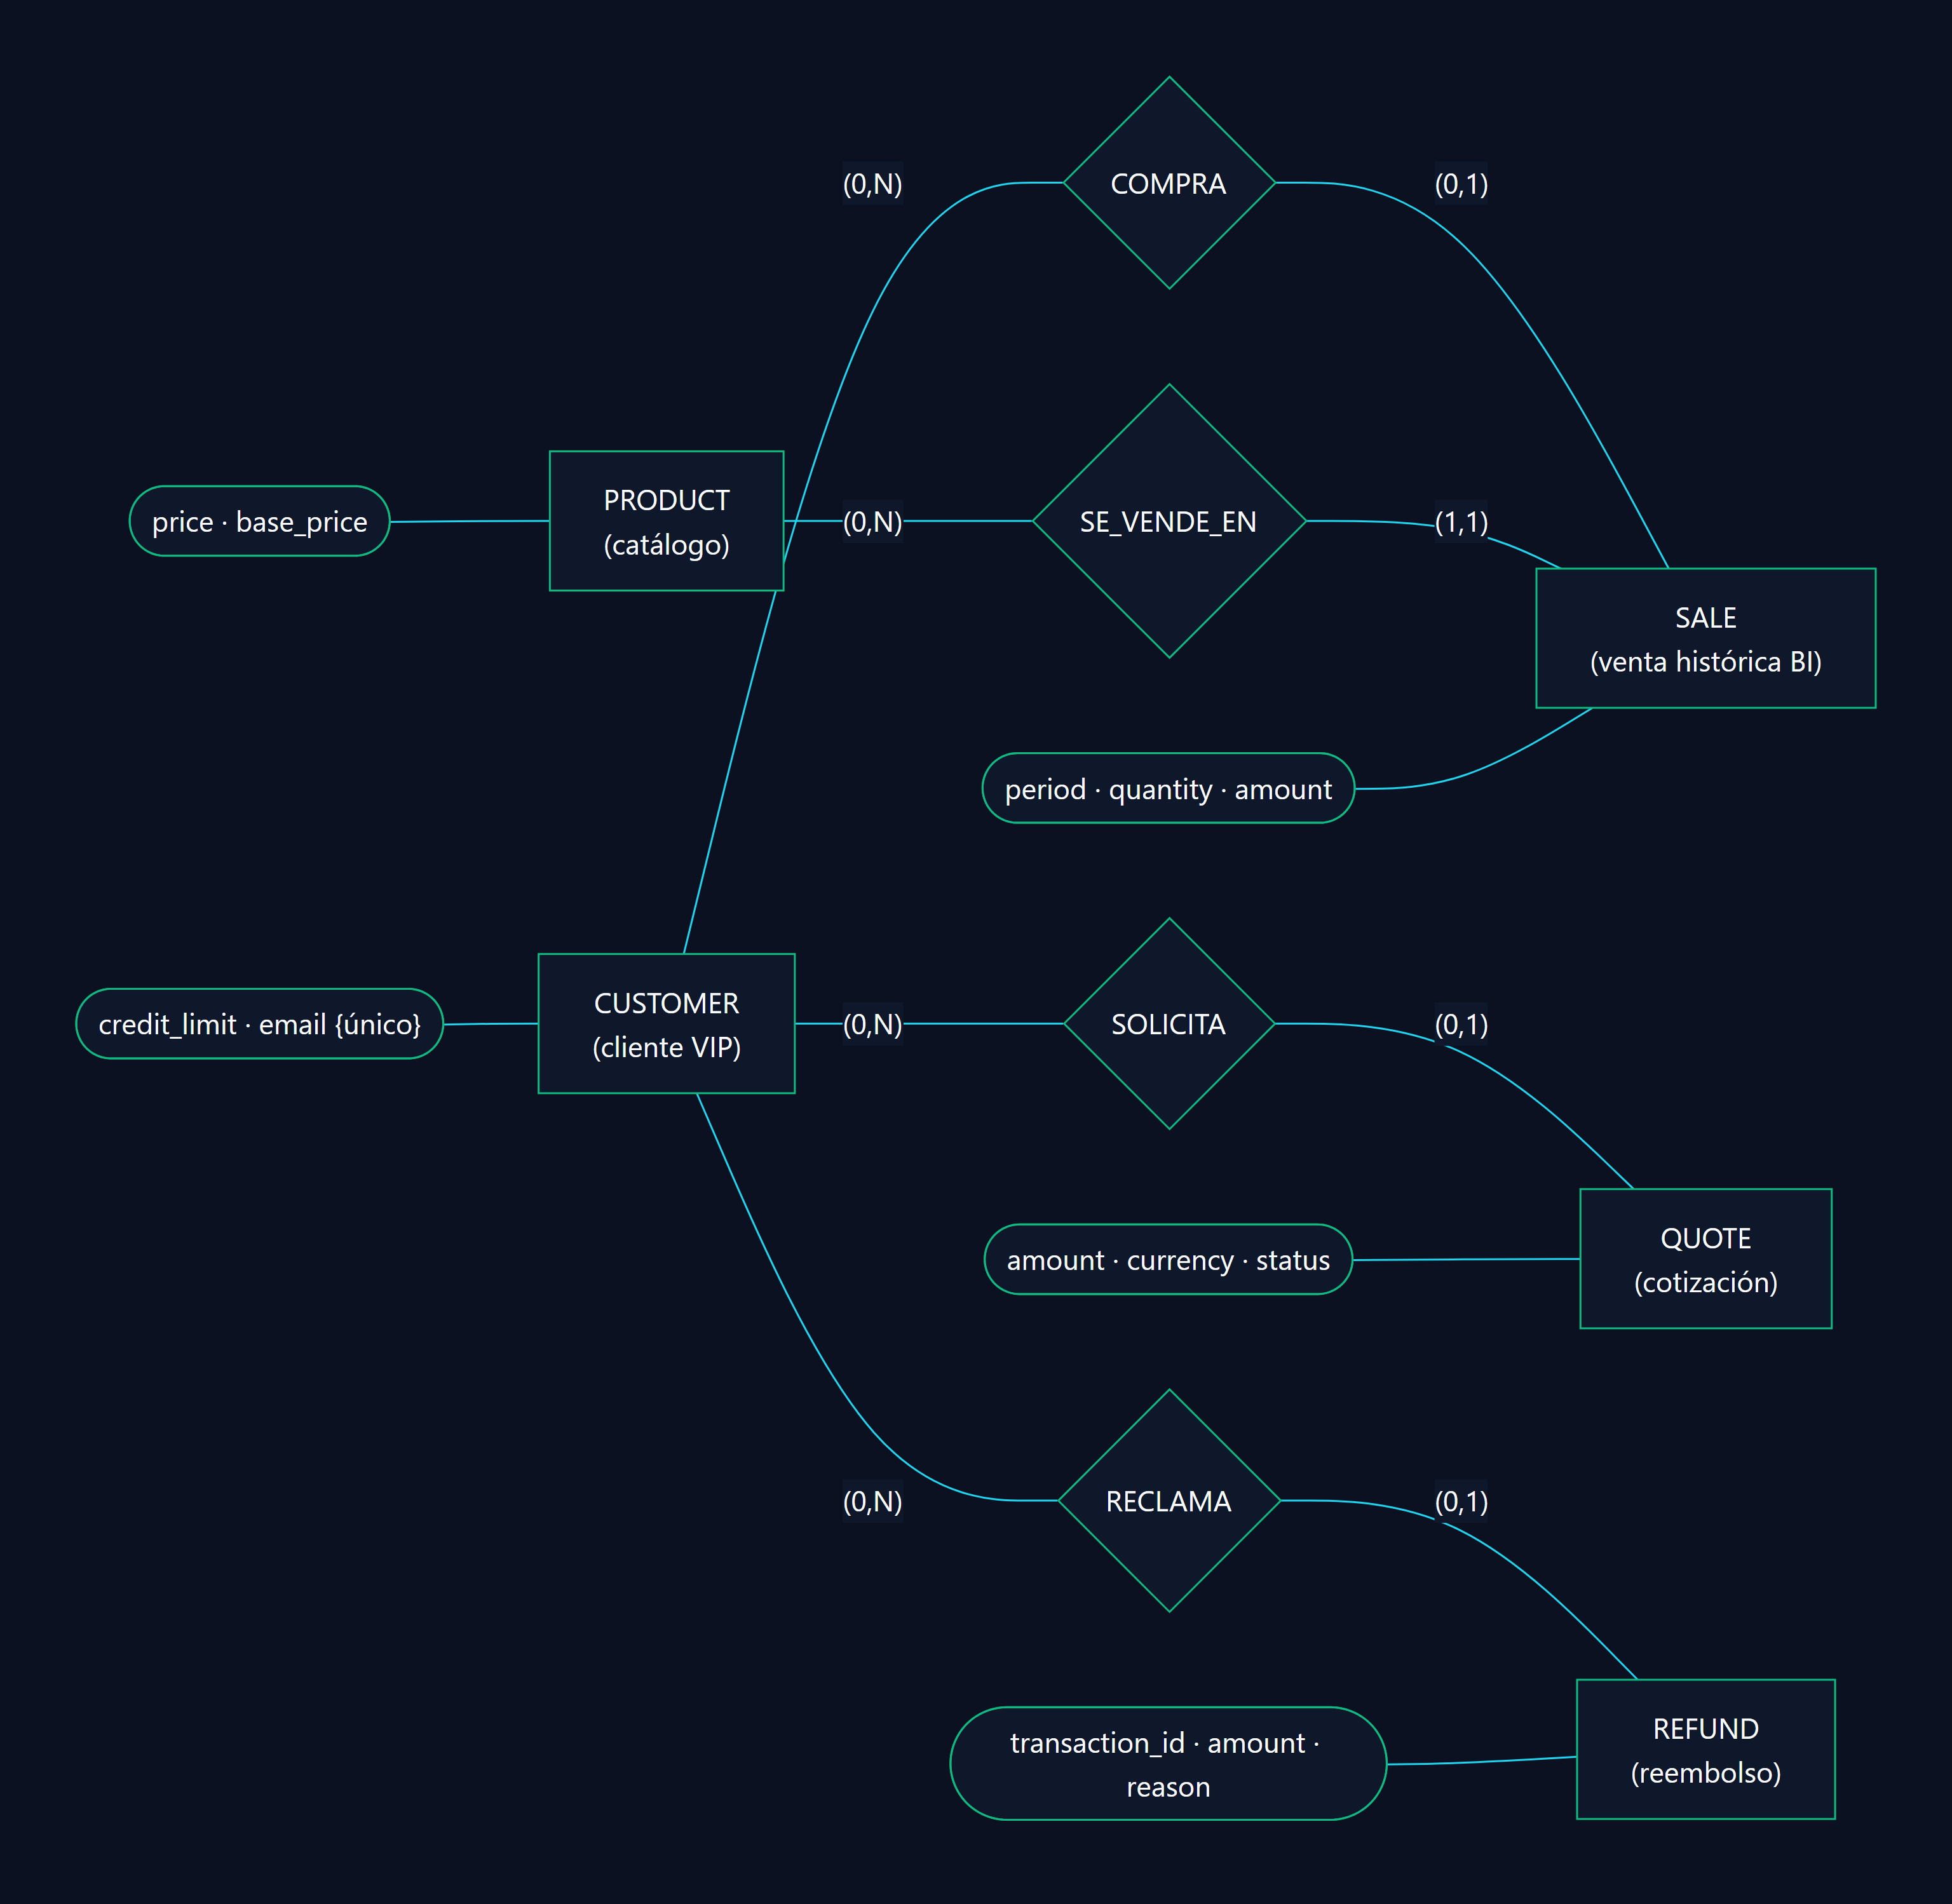 (0,N)
COMPRA
(0,1)
price · base_price
PRODUCT
(catálogo)
(0,N)
SE_VENDE_EN
(1,1)
SALE
(venta histórica BI)
period · quantity · amount
credit_limit · email {único}
CUSTOMER
(cliente VIP)
(0,N)
SOLICITA
(0,1)
amount · currency · status
QUOTE
(cotización)
(0,N)
RECLAMA
(0,1)
transaction_id · amount ·
reason
REFUND
(reembolso)